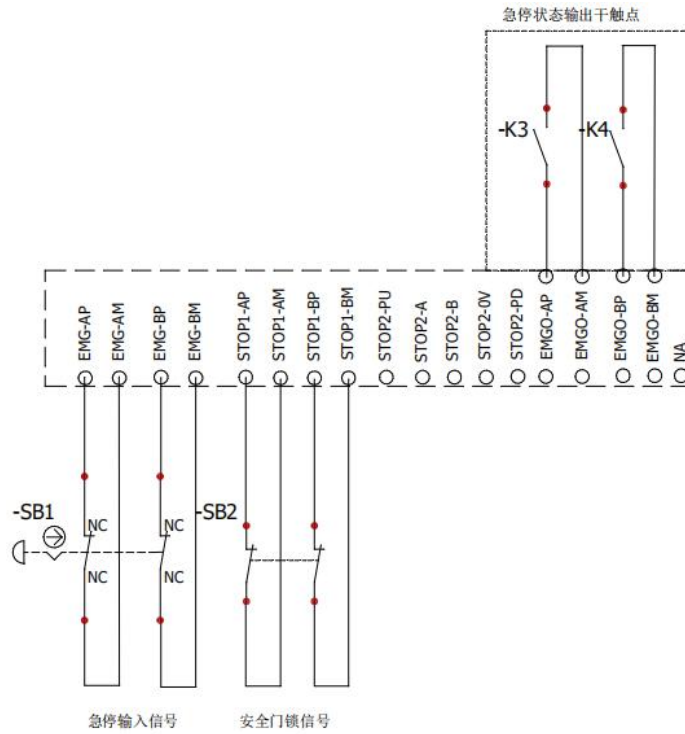 急停状态输出干触点
-K3
-K4
EMG-AP
EMG-AM
EMG-BP
EMG-BM
STOP1-AP
STOP1-AM
STOP1-BP
STOP1-BM
STOP2-PU
STOP2-A
STOP2-B
STOP2-0V
STOP2-PD
EMGO-AP
EMGO-AM
EMGO-BP
EMGO-BM
NA
-SB1
NC
NC
-SB2
NC
NC
急停输入信号
安全门锁信号